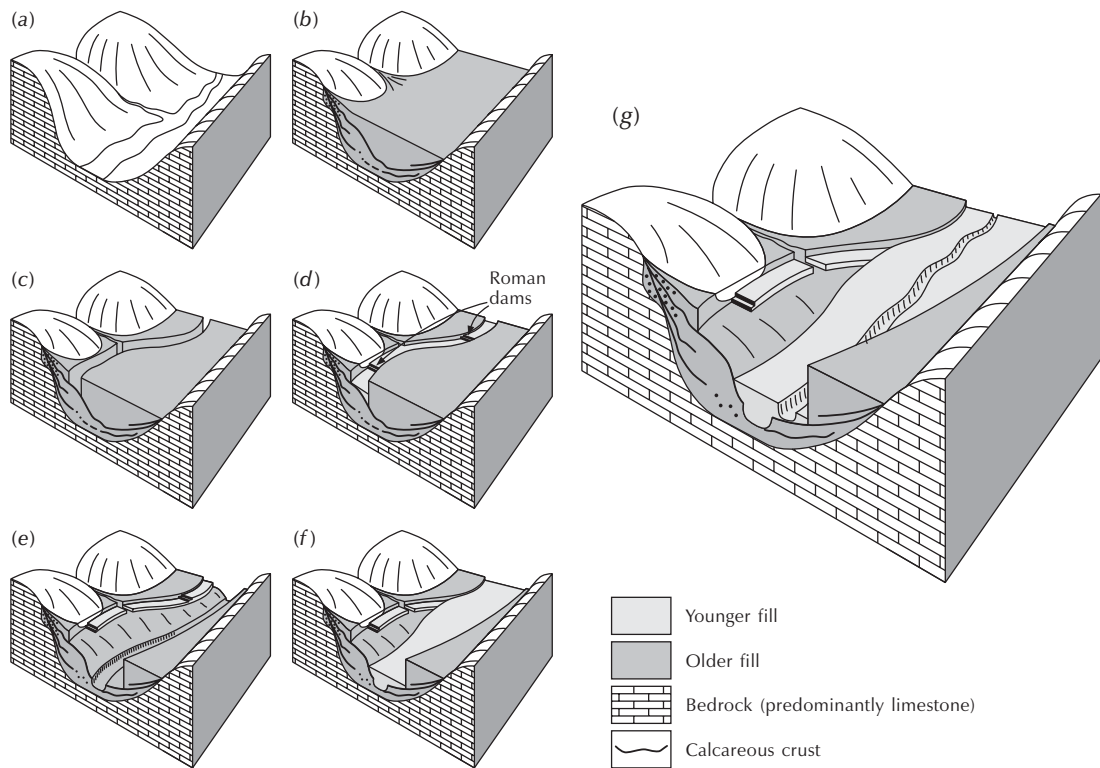 (a)
(b)
(c)
(d)
Roman
dams
(e)
(f)
(g)
Younger fill
Older fill
Bedrock (predominantly limestone)
Calcareous crust